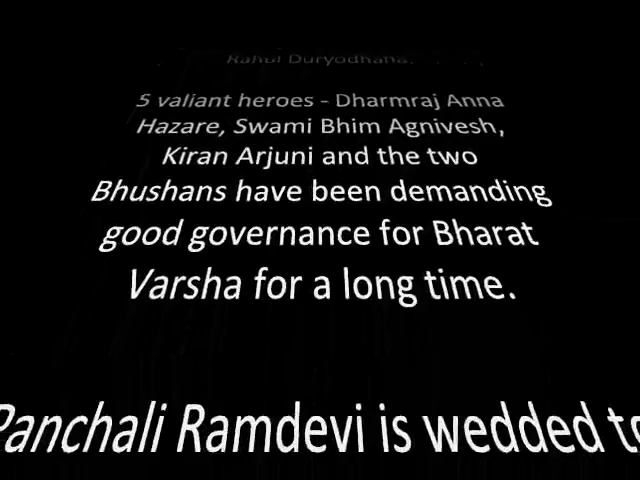 Rahul Duryodhana.
5 valiant heroes - Dharmraj Anna
Hazare, Swami Bhim Agnivesh,
Kiran Arjuni and the two
Bhushans have been demanding
good governance for Bharat
Varsha for a long time.
Panchali Ramdevi is wedded to